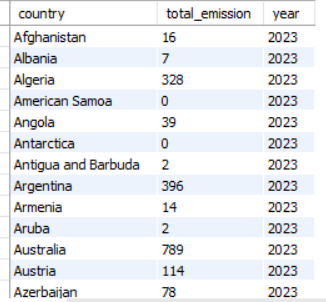 country total_emission year
Afghanistan 16 2023
Albania 7 2023
Algeria 328 2023
American Samoa 0 2023
Angola 39 2023
Antarctica 0 2023
Antigua and Barbuda 2 2023
Argentina 396 2023
Armenia 14 2023
Aruba 2 2023
Australia 789 2023
Austria 114 2023
Azerbaijan 78 2023